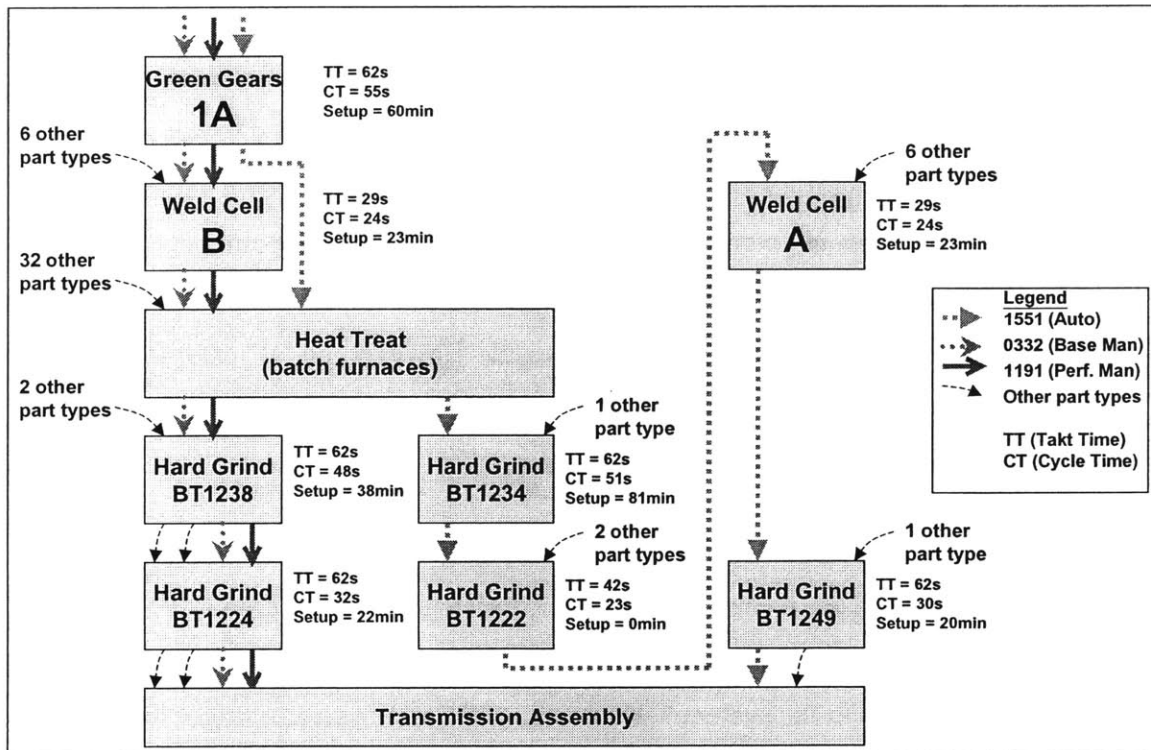 Green Gears
1A
TT = 62s
CT = 55s
Setup = 60min
6 other
part types
Weld Cell
B
TT = 29s
CT = 24s
Setup = 23min
6 other
part types
Weld Cell
A
TT = 29s
CT = 24s
Setup = 23min
32 other
part types
Heat Treat
(batch furnaces)
Legend
1551 (Auto)
0332 (Base Man)
1191 (Perf. Man)
Other part types
TT (Takt Time)
CT (Cycle Time)
2 other
part types
Hard Grind
BT1238
TT = 62s
CT = 48s
Setup = 38min
1 other
part type
Hard Grind
BT1234
TT = 62s
CT = 51s
Setup = 81min
Hard Grind
BT1224
TT = 62s
CT = 32s
Setup = 22min
2 other
part types
Hard Grind
BT1222
TT = 42s
CT = 23s
Setup = 0min
1 other
part type
Hard Grind
BT1249
TT = 62s
CT = 30s
Setup = 20min
Transmission Assembly